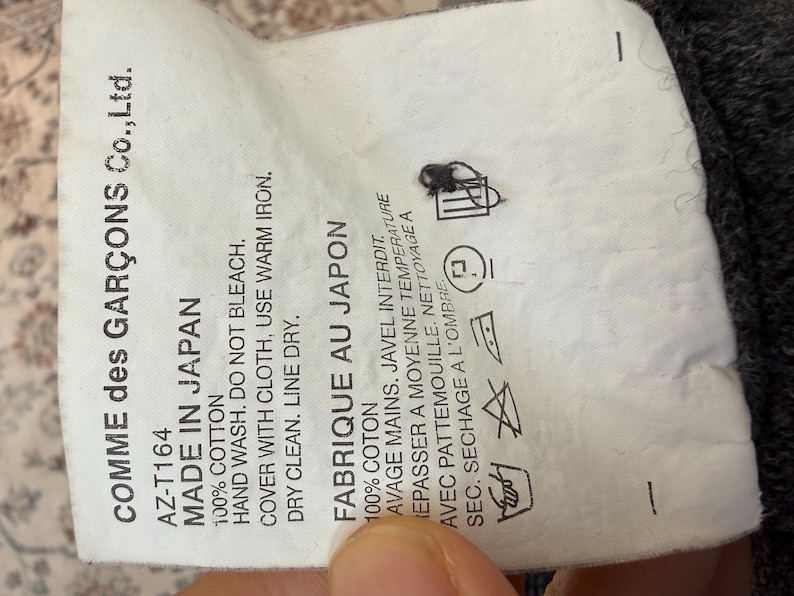 COMME des GARÇONS Co.,Ltd.
AZ-T164
MADE IN JAPAN
100% COTTON
HAND WASH. DO NOT BLEACH.
COVER WITH CLOTH, USE WARM IRON.
DRY CLEAN. LINE DRY.
FABRIQUE AU JAPON
100% COTON
AVAGE MAINS. JAVEL INTERDIT.
EPASSER A MOYENNE TEMPERATURE
AVEC PATTEMOUILLE. NETTOYAGE A
SEC. SECHAGE A L'OMBRE.
P